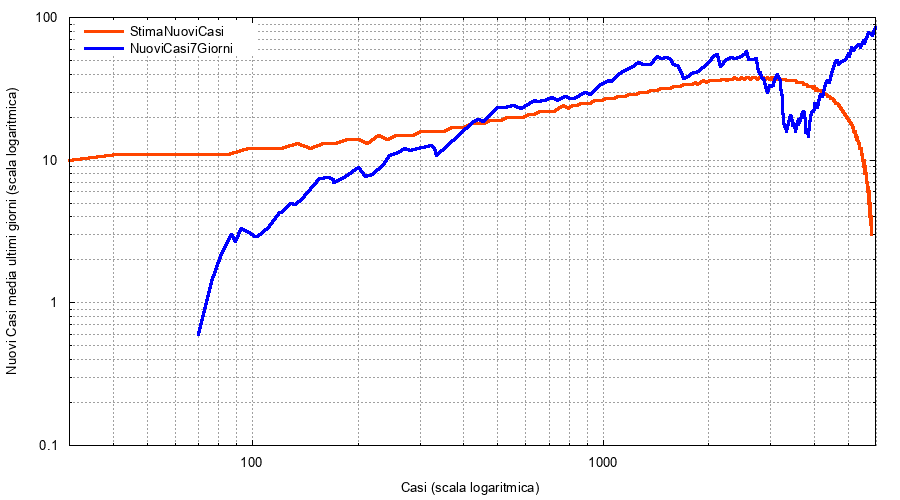 100
StimaNuoviCasi
NuoviCasi7Giorni
10
1
0.1
Nuovi Casi media ultimi giorni (scala logaritmica)
100
1000
Casi (scala logaritmica)